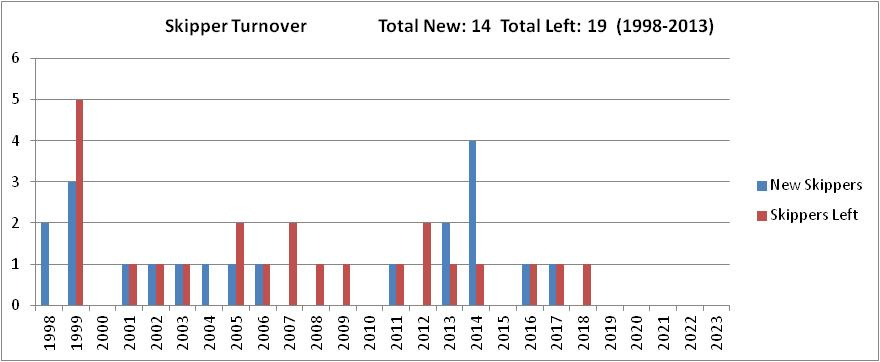 Skipper Turnover Total New: 14 Total Left: 19 (1998-2013)
6
5
4
3
2
1
0
New Skippers
Skippers Left
1998 1999 2000 2001 2002 2003 2004 2005 2006 2007 2008 2009 2010 2011 2012 2013 2014 2015 2016 2017 2018 2019 2020 2021 2022 2023